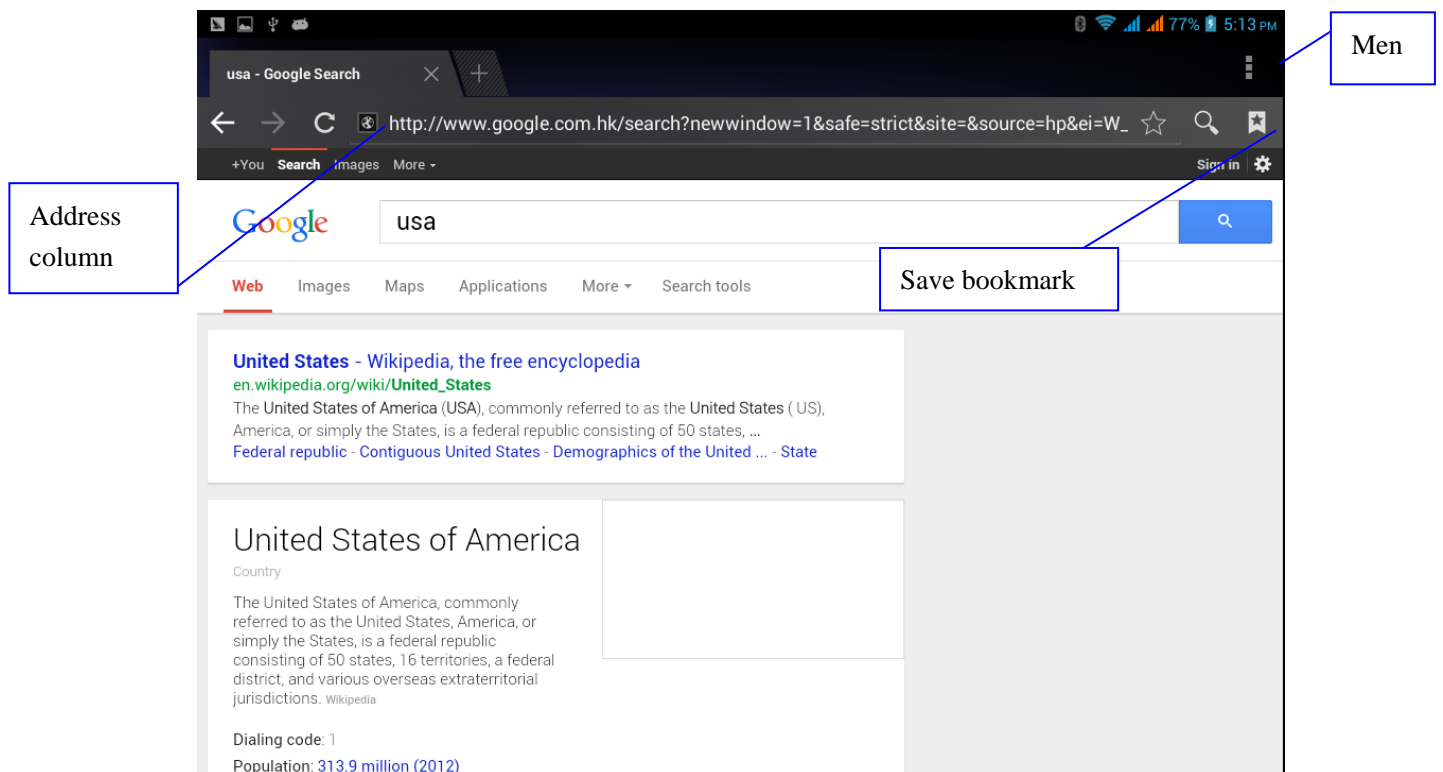 77% 5:13 PM
Men
usa - Google Search
http://www.google.com.hk/search?newwindow=1&safe=strict&site=&source=hp&ei=W_
+You Search Images More
Sign in
Address
column
Google usa
Save bookmark
Web Images Maps Applications More Search tools
United States - Wikipedia, the free encyclopedia
en.wikipedia.org/wiki/United_States
The United States of America (USA), commonly referred to as the United States ( US),
America, or simply the States, is a federal republic consisting of 50 states, ...
Federal republic - Contiguous United States - Demographics of the United ... - State
United States of America
Country
The United States of America, commonly
referred to as the United States, America, or
simply the States, is a federal republic
consisting of 50 states, 16 territories, a federal
district, and various overseas extraterritorial
jurisdictions. Wikipedia
Dialing code: 1
Population: 313.9 million (2012)